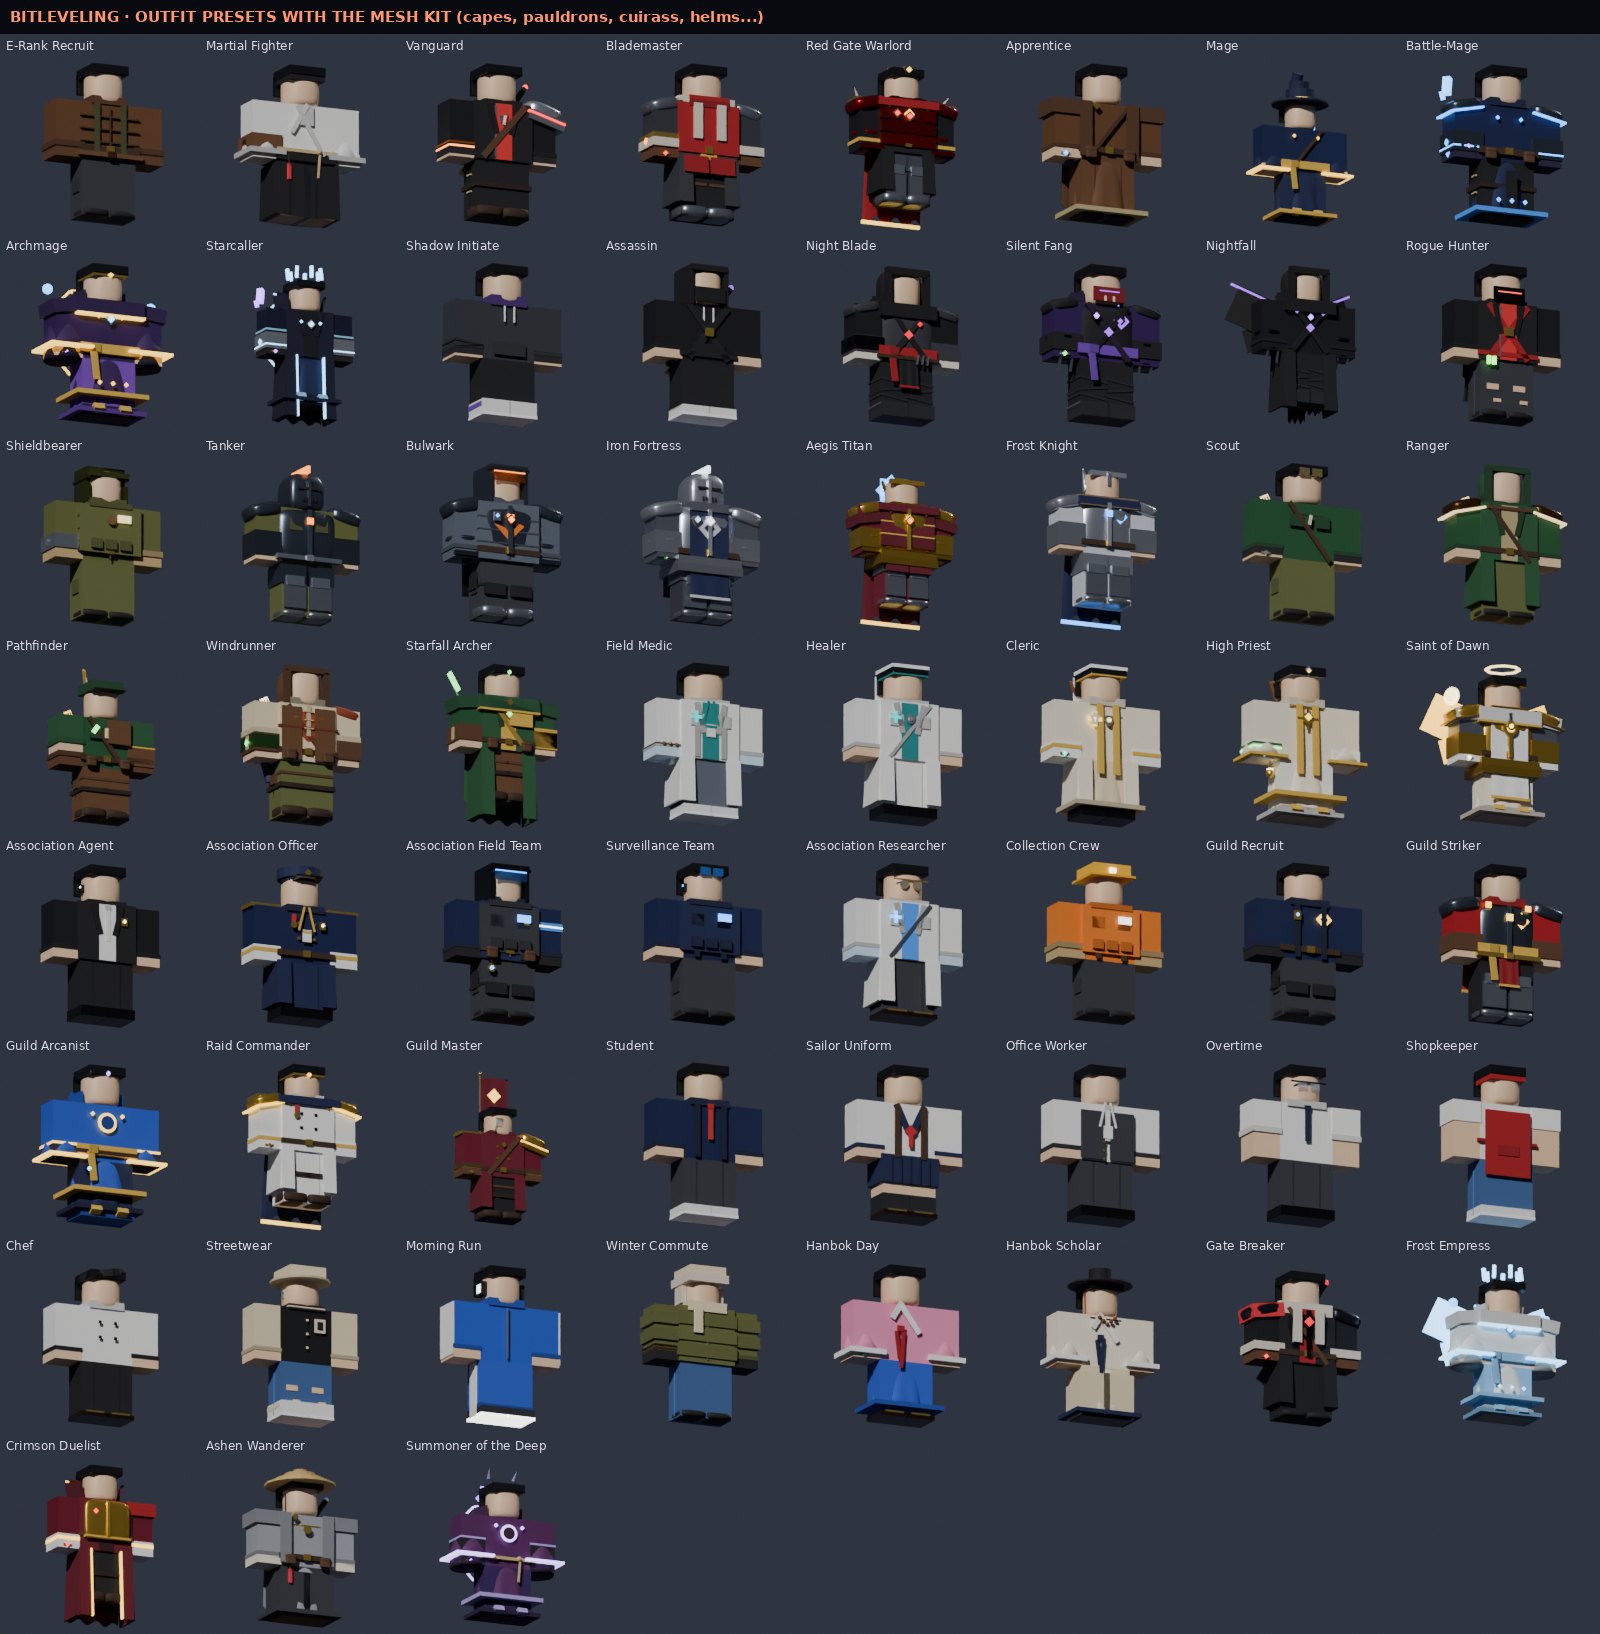 BITLEVELING · OUTFIT PRESETS WITH THE MESH KIT (capes, pauldrons, cuirass, helms...)
E-Rank Recruit
Martial Fighter
Vanguard
Blademaster
Red Gate Warlord
Apprentice
Mage
Battle-Mage
Archmage
Starcaller
Shadow Initiate
Assassin
Night Blade
Silent Fang
Nightfall
Rogue Hunter
Shieldbearer
Tanker
Bulwark
Iron Fortress
Aegis Titan
Frost Knight
Scout
Ranger
Pathfinder
Windrunner
Starfall Archer
Field Medic
Healer
Cleric
High Priest
Saint of Dawn
Association Agent
Association Officer
Association Field Team
Surveillance Team
Association Researcher
Collection Crew
Guild Recruit
Guild Striker
Guild Arcanist
Raid Commander
Guild Master
Student
Sailor Uniform
Office Worker
Overtime
Shopkeeper
Chef
Streetwear
Morning Run
Winter Commute
Hanbok Day
Hanbok Scholar
Gate Breaker
Frost Empress
Crimson Duelist
Ashen Wanderer
Summoner of the Deep